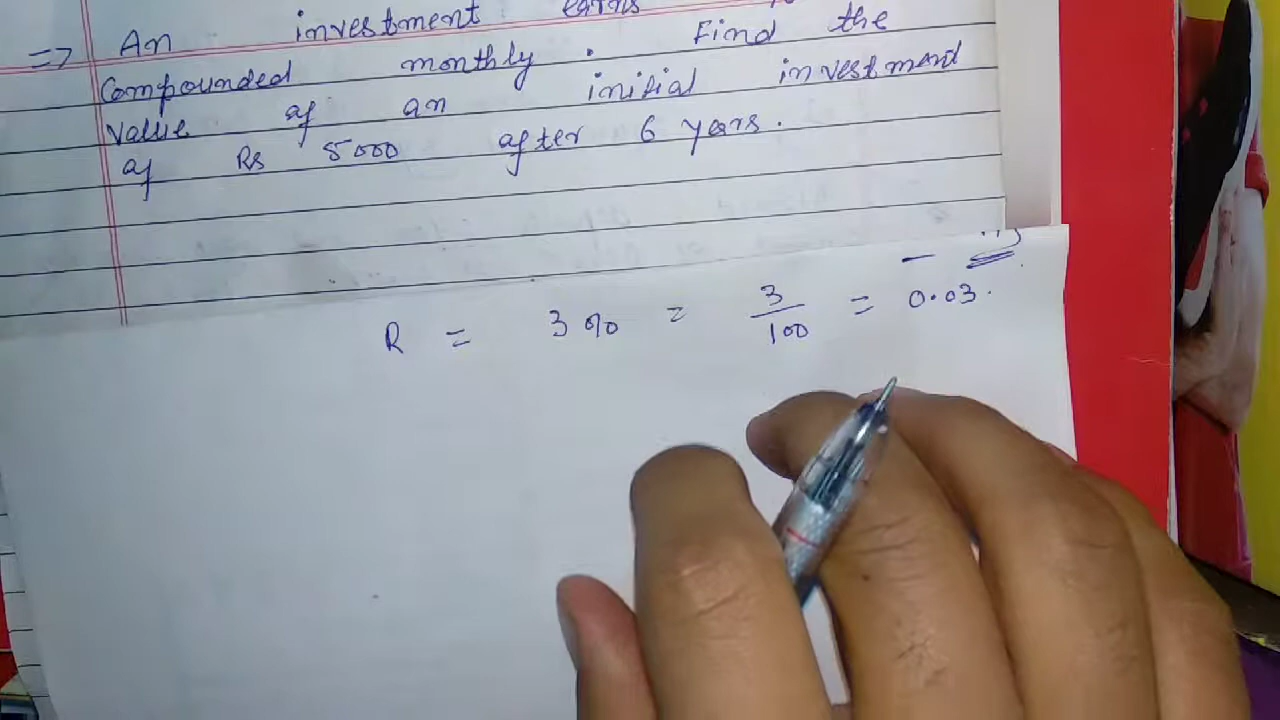 => An investment earns
Compounded monthly. Find the
value of an initial investment
of Rs 5000 after 6 years.
R = 3% = 3/100 = 0.03.